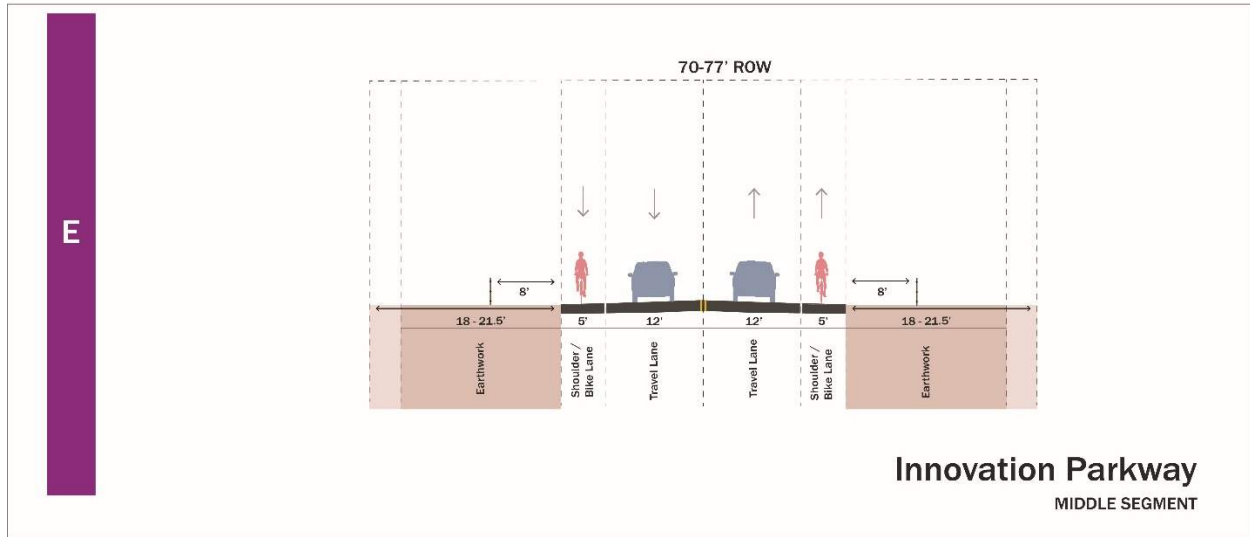 E
70-77' ROW
8'
8'
18 - 21.5'
5'
12'
12'
5'
18 - 21.5'
Earthwork
Shoulder /
Bike Lane
Travel Lane
Travel Lane
Shoulder /
Bike Lane
Earthwork
Innovation Parkway
MIDDLE SEGMENT